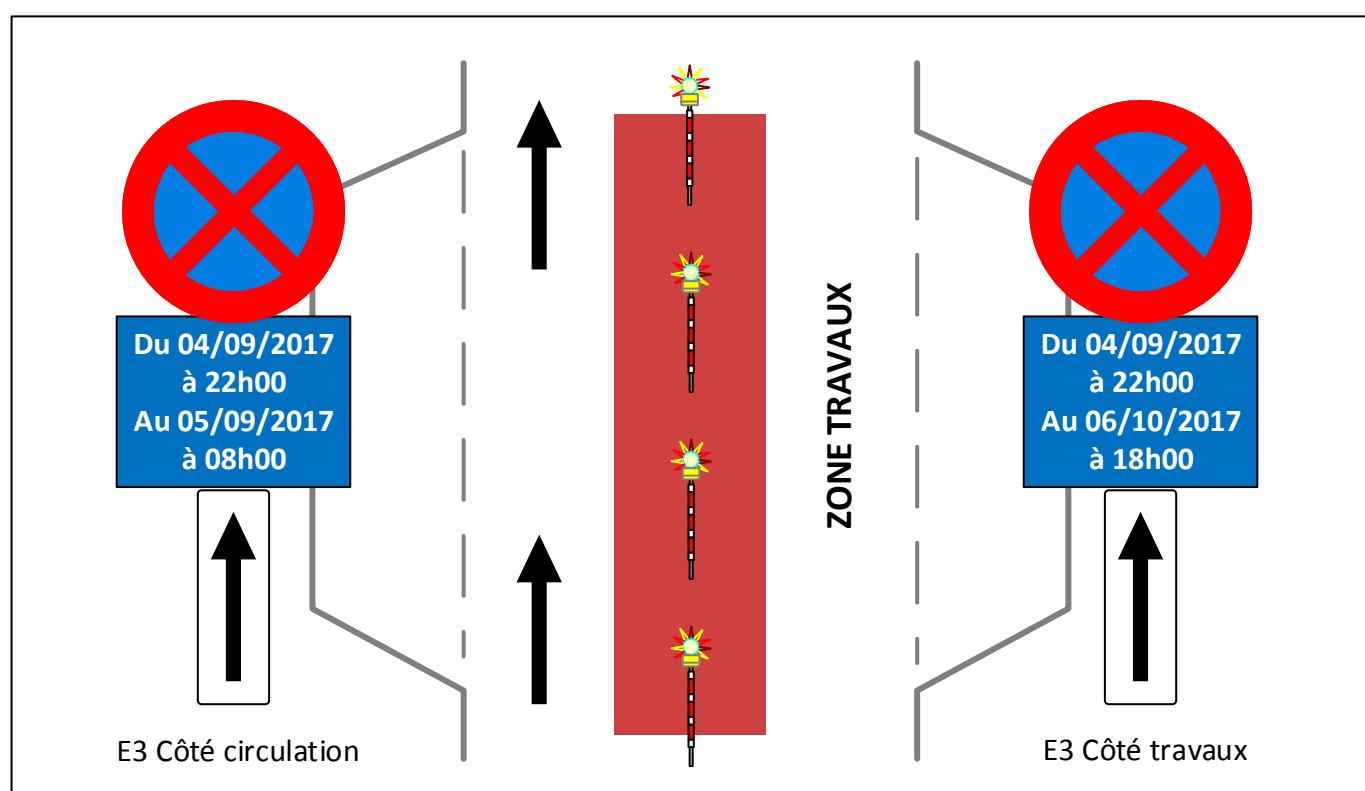 Du 04/09/2017
à 22h00
Au 05/09/2017
à 08h00
E3 Côté circulation
ZONE TRAVAUX
Du 04/09/2017
à 22h00
Au 06/10/2017
à 18h00
E3 Côté travaux